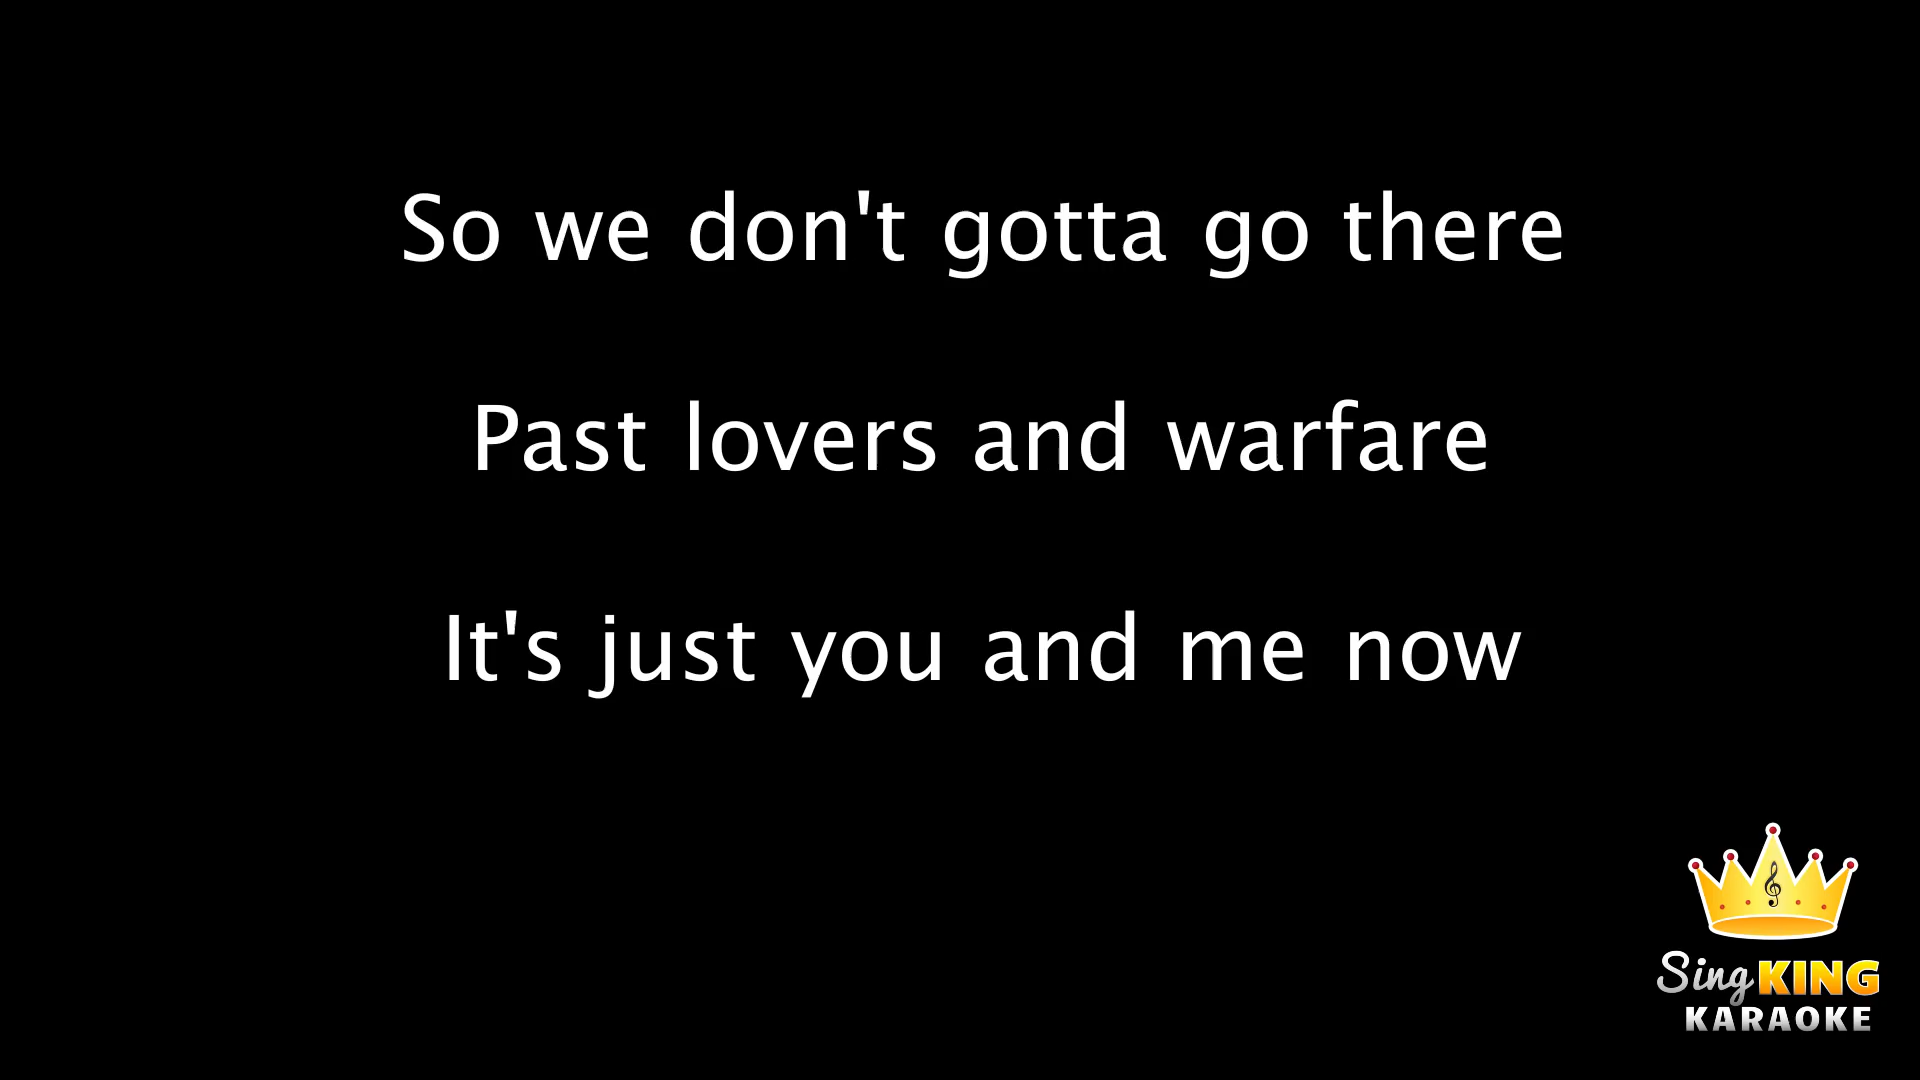 So we don't gotta go there
Past lovers and warfare
It's just you and me now
Sing KING
KARAOKE